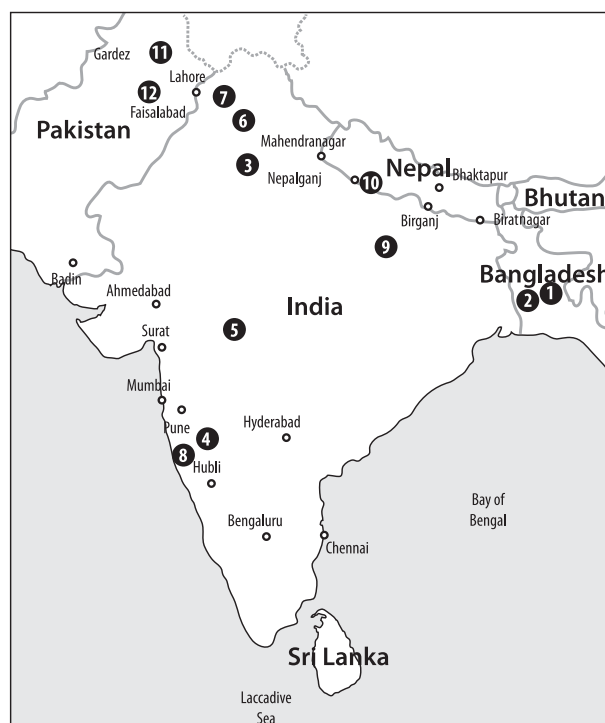 Gardez
11
Lahore
12
7
Faisalabad
6
Pakistan
Mahendranagar
3
Nepal
Nepalganj
10
Bhaktapur
Bhutan
Birganj
Biratnagar
9
Badin
Bangladesh
Ahmedabad
India
2
1
5
Surat
Mumbai
Pune
4
Hyderabad
8
Hubli
Bay of
Bengal
Bengaluru
Chennai
Sri Lanka
Laccadive
Sea